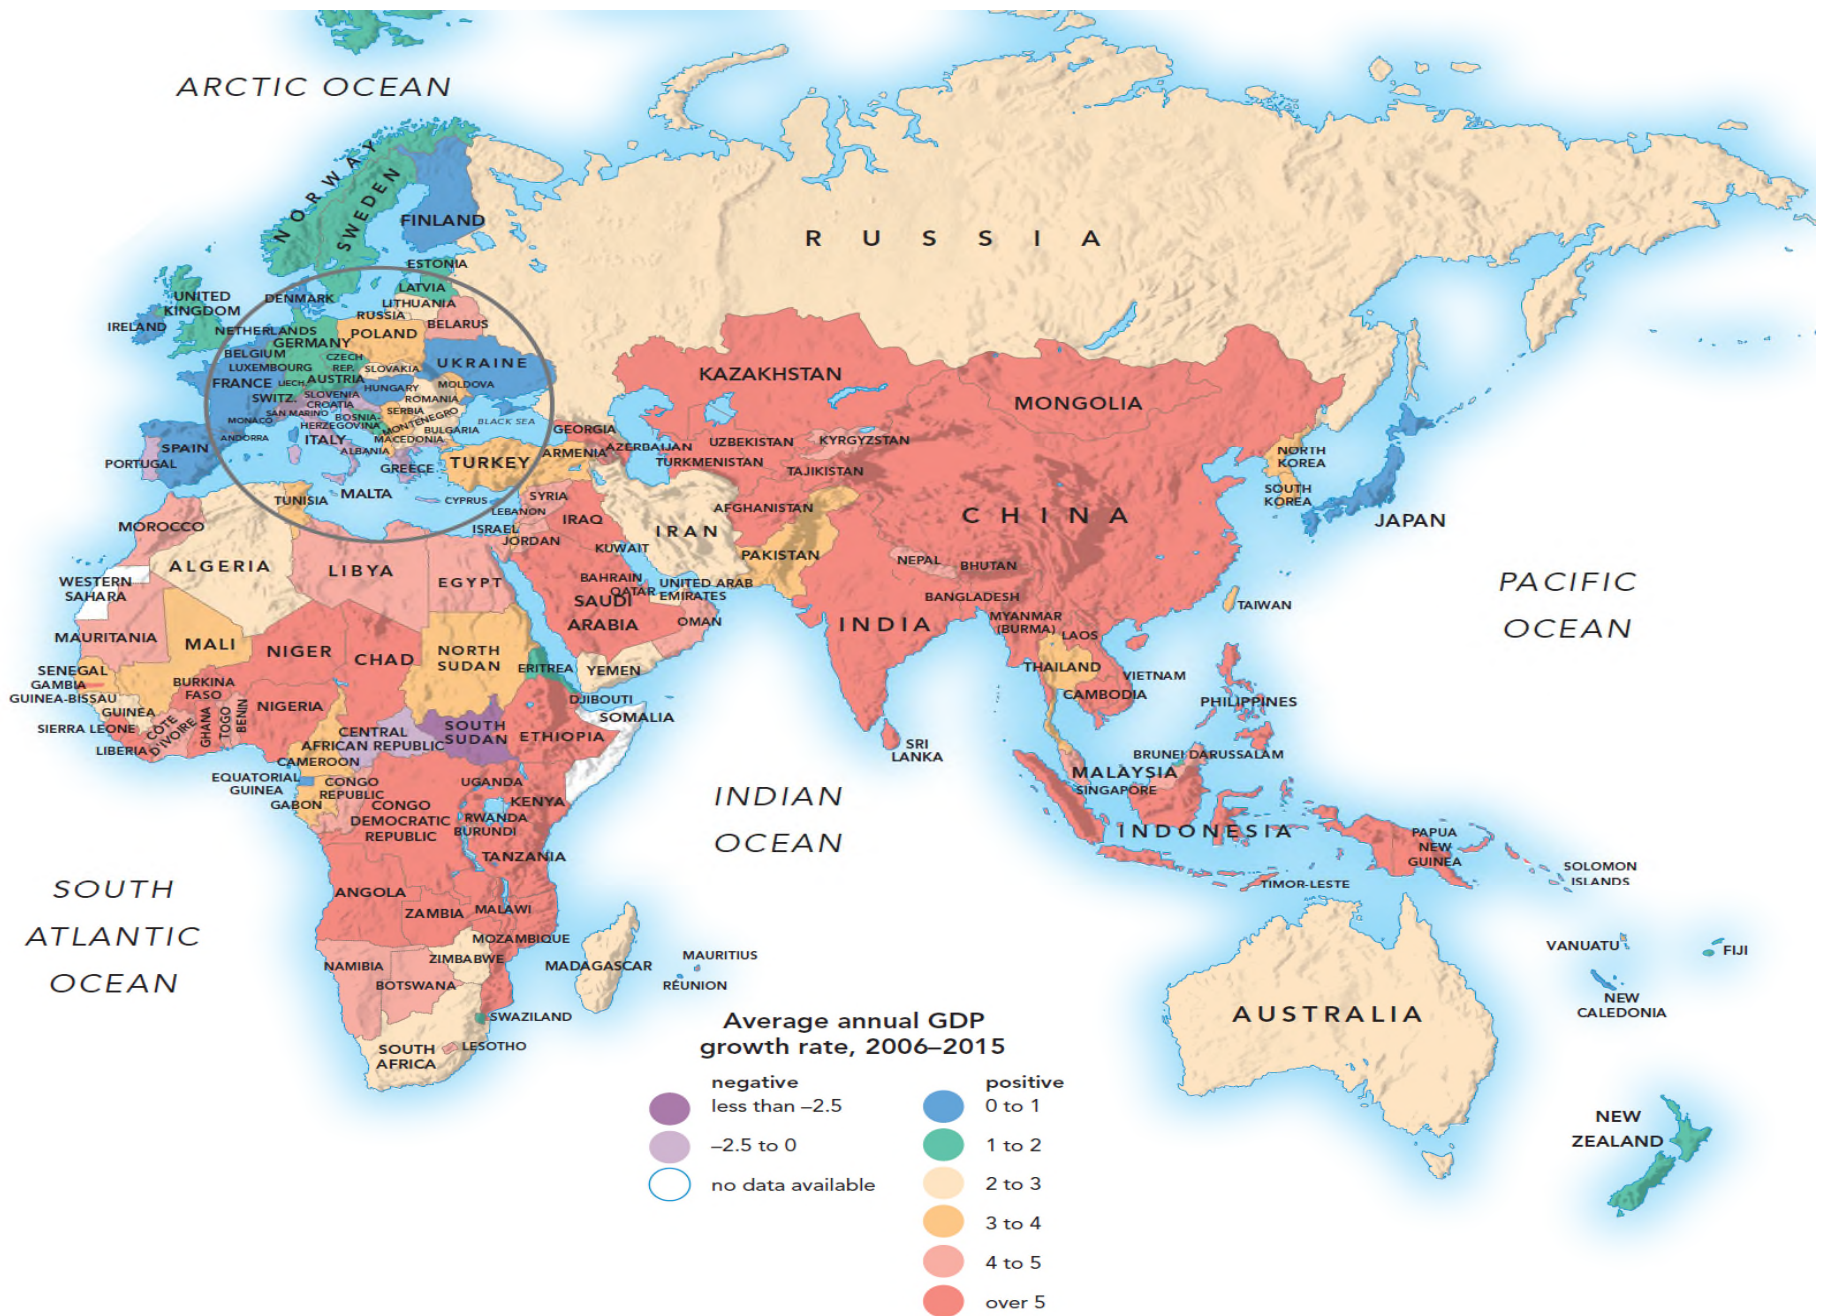 ARCTIC OCEAN
NORWAY
SWEDEN
FINLAND
RUSSIA
ESTONIA
LATVIA
LITHUANIA
RUSSIA
BELARUS
UNITED
KINGDOM
IRELAND
DENMARK
NETHERLANDS
GERMANY
POLAND
BELGIUM
LUXEMBOURG
CZECH
REP.
SLOVAKIA
UKRAINE
FRANCE
LIECH.
AUSTRIA
HUNGARY
MOLDOVA
SWITZ.
SLOVENIA
CROATIA
ROMANIA
SAN MARINO
SERBIA
MONACO
BOSNIA-
HERZEGOVINA
MONTENEGRO
BULGARIA
BLACK SEA
ANDORRA
ITALY
MACEDONIA
ALBANIA
SPAIN
PORTUGAL
GREECE
TURKEY
MALTA
CYPRUS
GEORGIA
ARMENIA
AZERBAIJAN
KAZAKHSTAN
MONGOLIA
UZBEKISTAN
KYRGYZSTAN
TURKMENISTAN
TAJIKISTAN
NORTH
KOREA
SOUTH
KOREA
JAPAN
CHINA
TUNISIA
MOROCCO
SYRIA
LEBANON
ISRAEL
JORDAN
IRAQ
IRAN
AFGHANISTAN
KUWAIT
PAKISTAN
NEPAL
BHUTAN
ALGERIA
LIBYA
EGYPT
WESTERN
SAHARA
BAHRAIN
QATAR
UNITED ARAB
EMIRATES
SAUDI
ARABIA
OMAN
BANGLADESH
INDIA
MYANMAR
(BURMA)
LAOS
TAIWAN
PACIFIC
OCEAN
MAURITANIA
MALI
NIGER
CHAD
NORTH
SUDAN
ERITREA
YEMEN
THAILAND
VIETNAM
CAMBODIA
PHILIPPINES
SENEGAL
GAMBIA
GUINEA-BISSAU
GUINEA
SIERRA LEONE
LIBERIA
CÔTE
D'IVOIRE
BURKINA
FASO
GHANA
TOGO
BENIN
NIGERIA
DJIBOUTI
SOMALIA
CENTRAL
AFRICAN REPUBLIC
SOUTH
SUDAN
ETHIOPIA
SRI
LANKA
CAMEROON
EQUATORIAL
GUINEA
GABON
CONGO
REPUBLIC
CONGO
DEMOCRATIC
REPUBLIC
UGANDA
KENYA
RWANDA
BURUNDI
TANZANIA
BRUNEI DARUSSALAM
MALAYSIA
SINGAPORE
INDONESIA
PAPUA
NEW
GUINEA
SOLOMON
ISLANDS
TIMOR-LESTE
INDIAN
OCEAN
SOUTH
ATLANTIC
OCEAN
ANGOLA
ZAMBIA
MALAWI
MOZAMBIQUE
ZIMBABWE
NAMIBIA
BOTSWANA
MADAGASCAR
MAURITIUS
RÉUNION
SWAZILAND
LESOTHO
SOUTH
AFRICA
VANUATU
FIJI
NEW
CALEDONIA
AUSTRALIA
NEW
ZEALAND
Average annual GDP
growth rate, 2006–2015
negative
less than –2.5
–2.5 to 0
no data available
positive
0 to 1
1 to 2
2 to 3
3 to 4
4 to 5
over 5